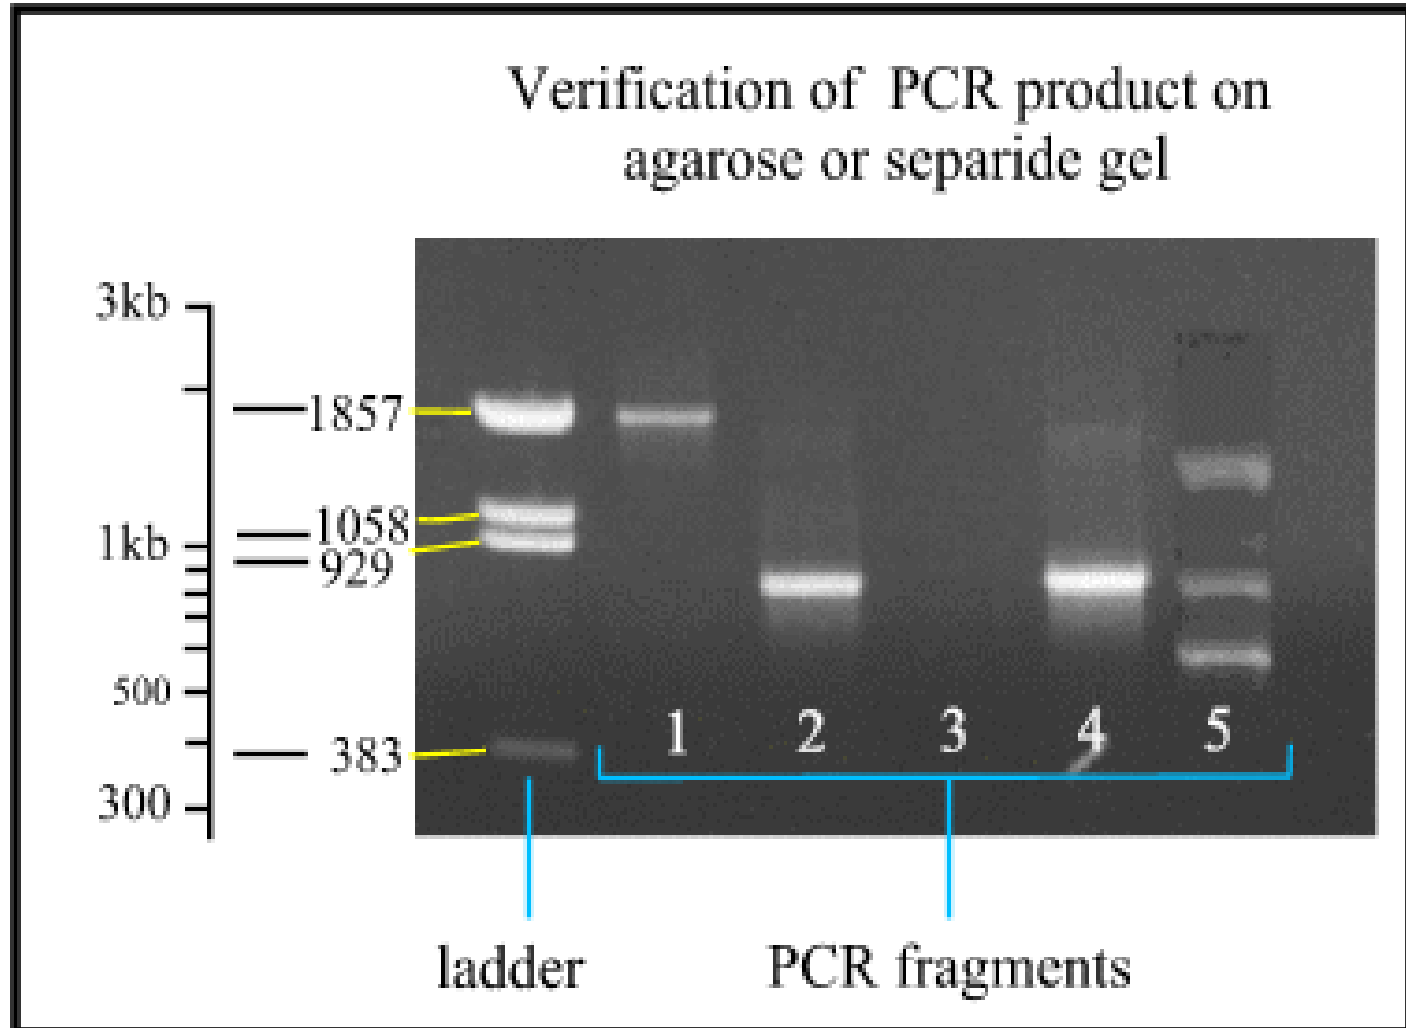 Verification of PCR product on
agarose or separide gel
3kb
1857
1058
1kb
929
500
383
300
1 2 3 4 5
ladder
PCR fragments